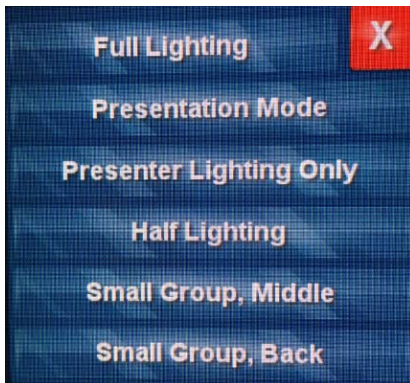 Full Lighting
X
Presentation Mode
Presenter Lighting Only
Half Lighting
Small Group, Middle
Small Group, Back